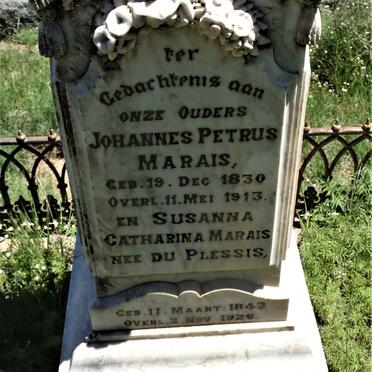 ter
Gedachtenis aan
ONZE OUDERS
JOHANNES PETRUS
MARAIS,
GEB. 19. DEC 1830
OVERL. 11. MEI 1913.
EN SUSANNA
CATHARINA MARAIS
NEE DU PLESSIS,
GEB. 11. MAART 1843
OVERL. 2. NOV 1926.